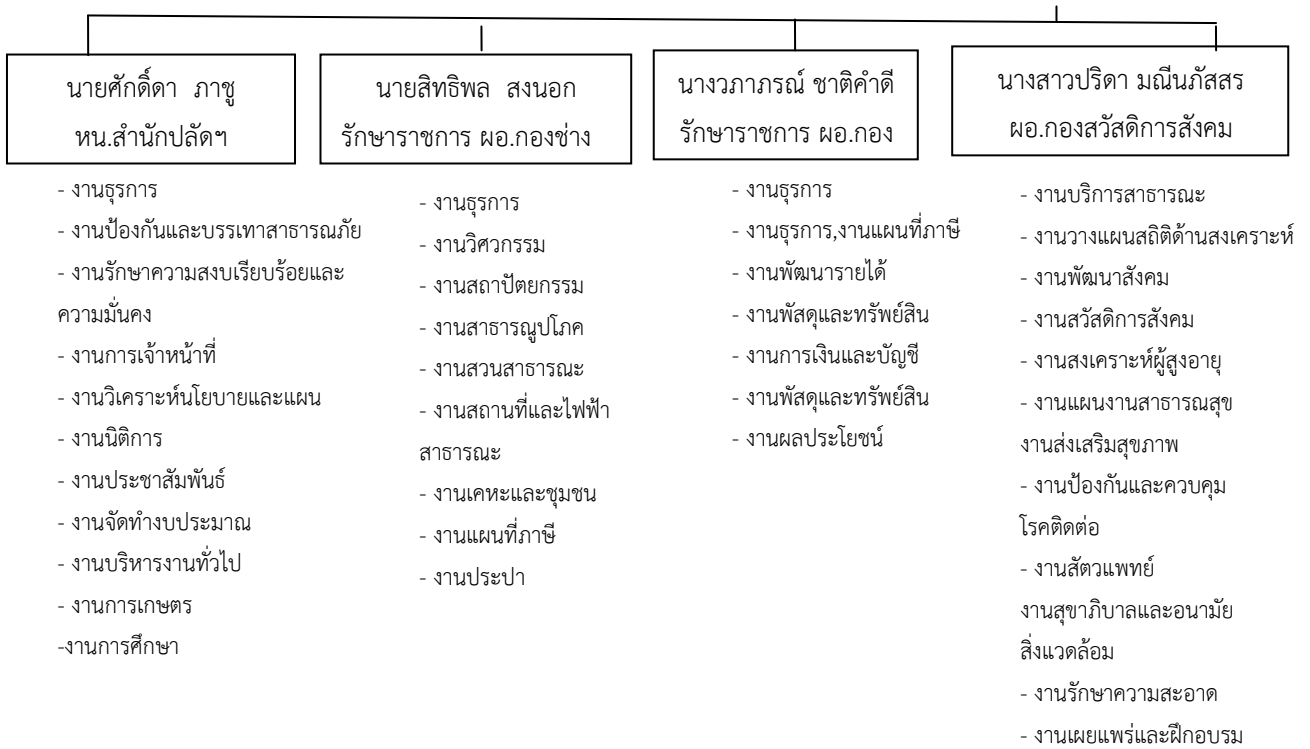 นายศักดิ์ดา ภาชู
หน.สำนักปลัดฯ
- งานธุรการ
- งานป้องกันและบรรเทาสาธารณภัย
- งานรักษาความสงบเรียบร้อยและ
ความมั่นคง
- งานการเจ้าหน้าที่
- งานวิเคราะห์นโยบายและแผน
- งานนิติการ
- งานประชาสัมพันธ์
- งานจัดทำงบประมาณ
- งานบริหารงานทั่วไป
- งานการเกษตร
-งานการศึกษา
นายสิทธิพล สงนอก
รักษาราชการ ผอ.กองช่าง
- งานธุรการ
- งานวิศวกรรม
- งานสถาปัตยกรรม
- งานสาธารณูปโภค
- งานสวนสาธารณะ
- งานสถานที่และไฟฟ้า
สาธารณะ
- งานเคหะและชุมชน
- งานแผนที่ภาษี
- งานประปา
นางวภาภรณ์ ชาติคำดี
รักษาราชการ ผอ.กอง
- งานธุรการ
- งานธุรการ,งานแผนที่ภาษี
- งานพัฒนารายได้
- งานพัสดุและทรัพย์สิน
- งานการเงินและบัญชี
- งานพัสดุและทรัพย์สิน
- งานผลประโยชน์
นางสาวปริดา มณีนภัสสร
ผอ.กองสวัสดิการสังคม
- งานบริการสาธารณะ
- งานวางแผนสถิติด้านสงเคราะห์
- งานพัฒนาสังคม
- งานสวัสดิการสังคม
- งานสงเคราะห์ผู้สูงอายุ
- งานแผนงานสาธารณสุข
งานส่งเสริมสุขภาพ
- งานป้องกันและควบคุม
โรคติดต่อ
- งานสัตวแพทย์
งานสุขาภิบาลและอนามัย
สิ่งแวดล้อม
- งานรักษาความสะอาด
- งานเผยแพร่และฝึกอบรม